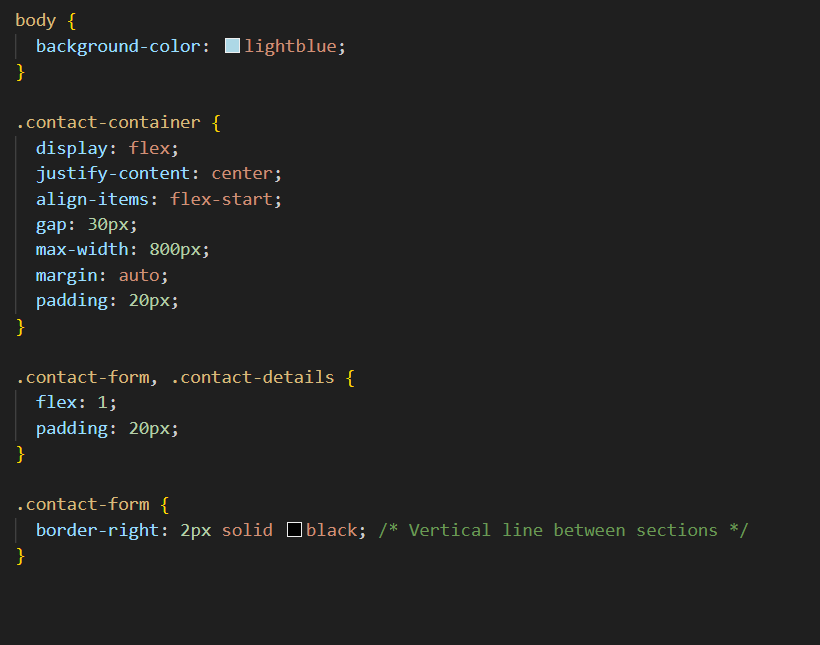 body {
  background-color: lightblue;
}
.contact-container {
  display: flex;
  justify-content: center;
  align-items: flex-start;
  gap: 30px;
  max-width: 800px;
  margin: auto;
  padding: 20px;
}
.contact-form, .contact-details {
  flex: 1;
  padding: 20px;
}
.contact-form {
  border-right: 2px solid black; /* Vertical line between sections */
}